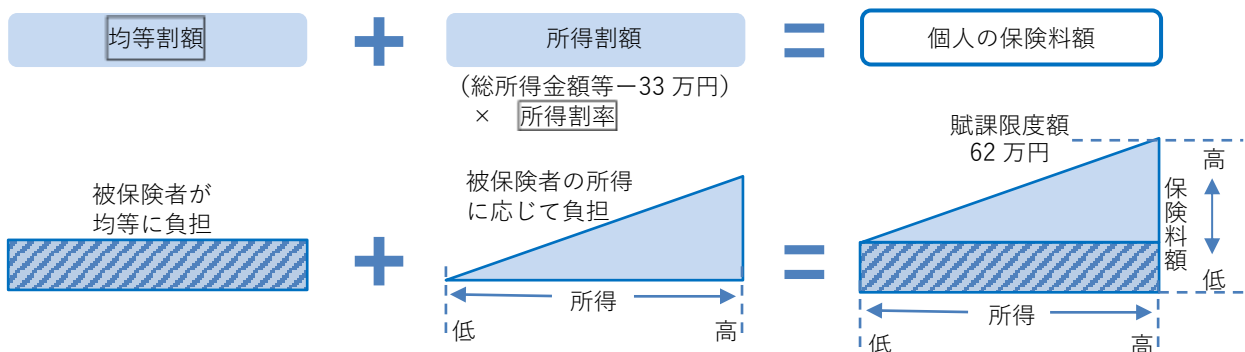 均等割額
+
所得割額
=
個人の保険料額
(総所得金額等ー33 万円)
× 所得割率
賦課限度額
62 万円
被保険者が
均等に負担
+
被保険者の所得
に応じて負担
=
高
保険料額
低
所得
低
高
所得
低
高